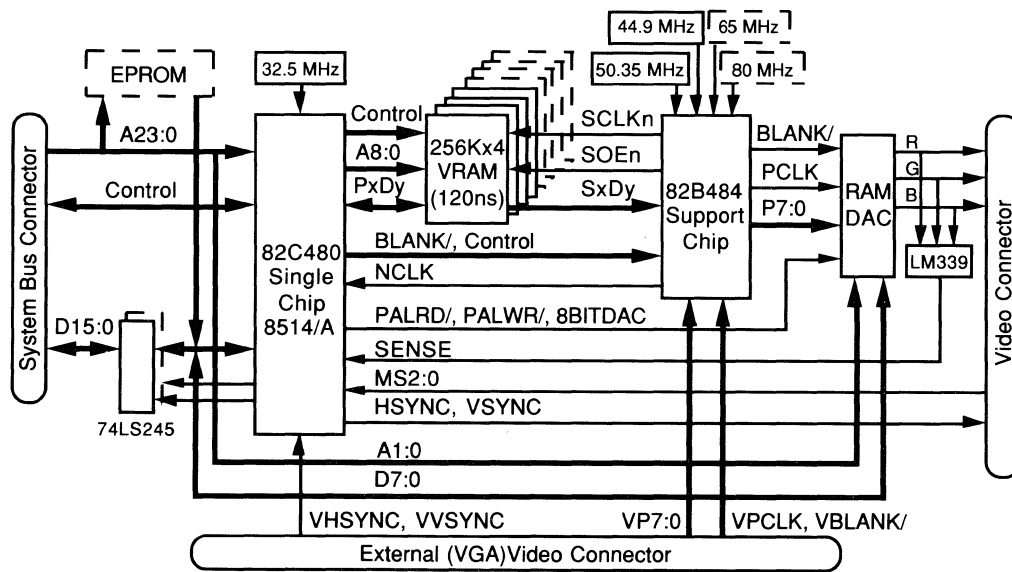 44.9 MHz
65 MHz
EPROM
32.5 MHz
50.35 MHz
80 MHz
System Bus Connector
A23:0
Control
D15:0
74LS245
82C480
Single
Chip
8514/A
Control
A8:0
PxDy
256Kx4
VRAM
(120ns)
SCLKn
SOEn
SxDy
82B484
Support
Chip
BLANK/
PCLK
P7:0
RAM
DAC
R
G
B
LM339
Video Connector
BLANK/, Control
NCLK
PALRD/, PALWR/, 8BITDAC
SENSE
MS2:0
HSYNC, VSYNC
A1:0
D7:0
VHSYNC, VVSYNC
VP7:0
VPCLK, VBLANK/
External (VGA)Video Connector